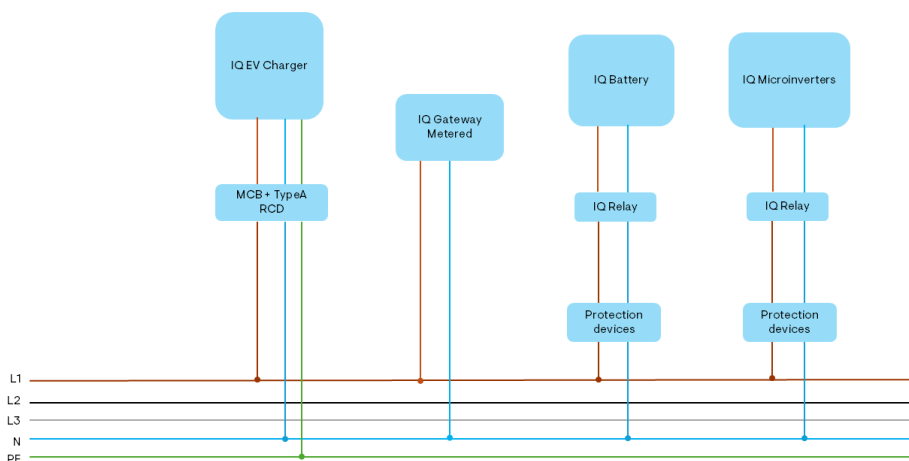 IQ EV Charger
IQ Gateway
Metered
IQ Battery
IQ Microinverters
MCB + TypeA
RCD
IQ Relay
IQ Relay
Protection
devices
Protection
devices
L1
L2
L3
N
PE